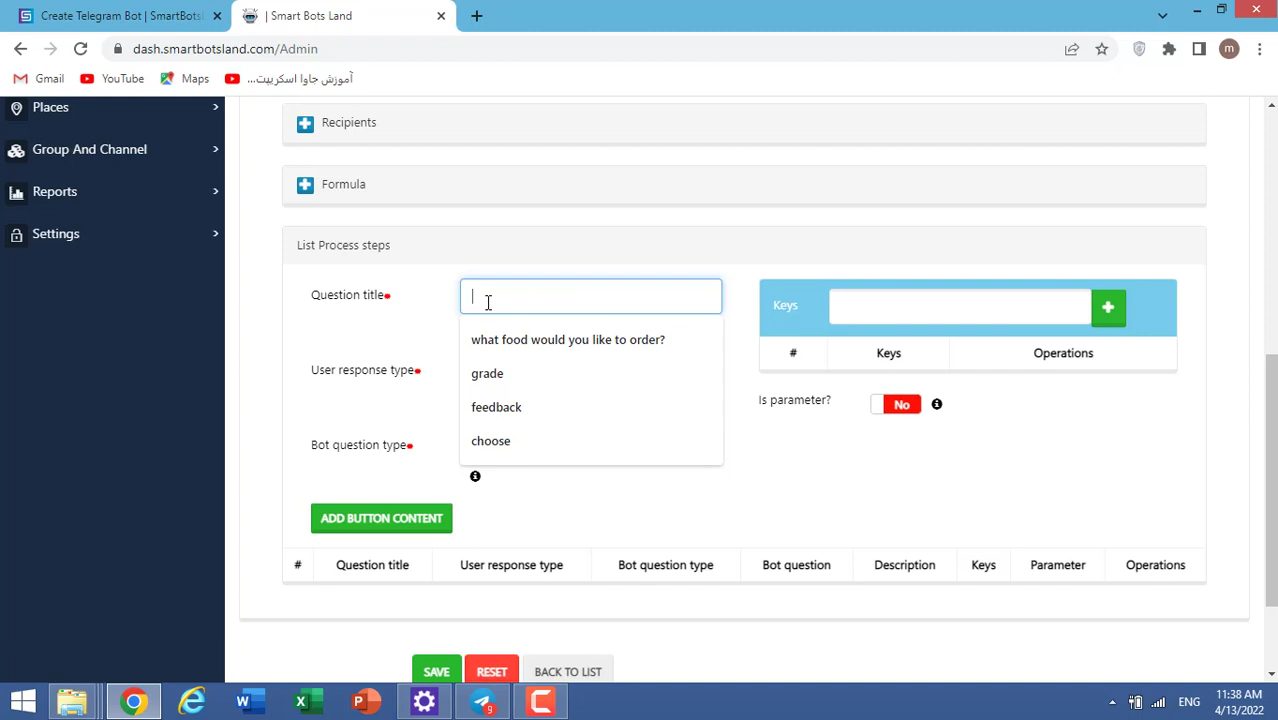 Create Telegram Bot | SmartBots
| Smart Bots Land
dash.smartbotsland.com/Admin
m
Gmail
YouTube
Maps
آموزش جاوا اسکریپت...
Places
Group And Channel
Reports
Settings
Recipients
Formula
List Process steps
Question title
what food would you like to order?
grade
feedback
choose
User response type
Bot question type
Keys
# Keys Operations
Is parameter? No
ADD BUTTON CONTENT
# Question title User response type Bot question type Bot question Description Keys Parameter Operations
SAVE RESET BACK TO LIST
9
ENG
11:38 AM
4/13/2022